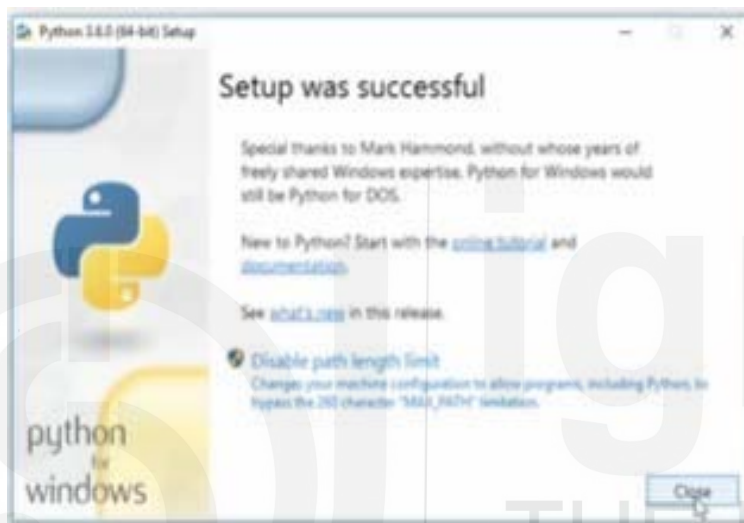 Python 3.6.0 (64-bit) Setup
Setup was successful
Special thanks to Mark Hammond, without whose years of
freely shared Windows expertise, Python for Windows would
still be Python for DOS.
New to Python? Start with the online tutorial and
documentation.
See what's new in this release.
Disable path length limit
Changes your machine configuration to allow programs, including Python, to
bypass the 260 character "MAX_PATH" limitation.
python
for
windows
Close
ig
TH